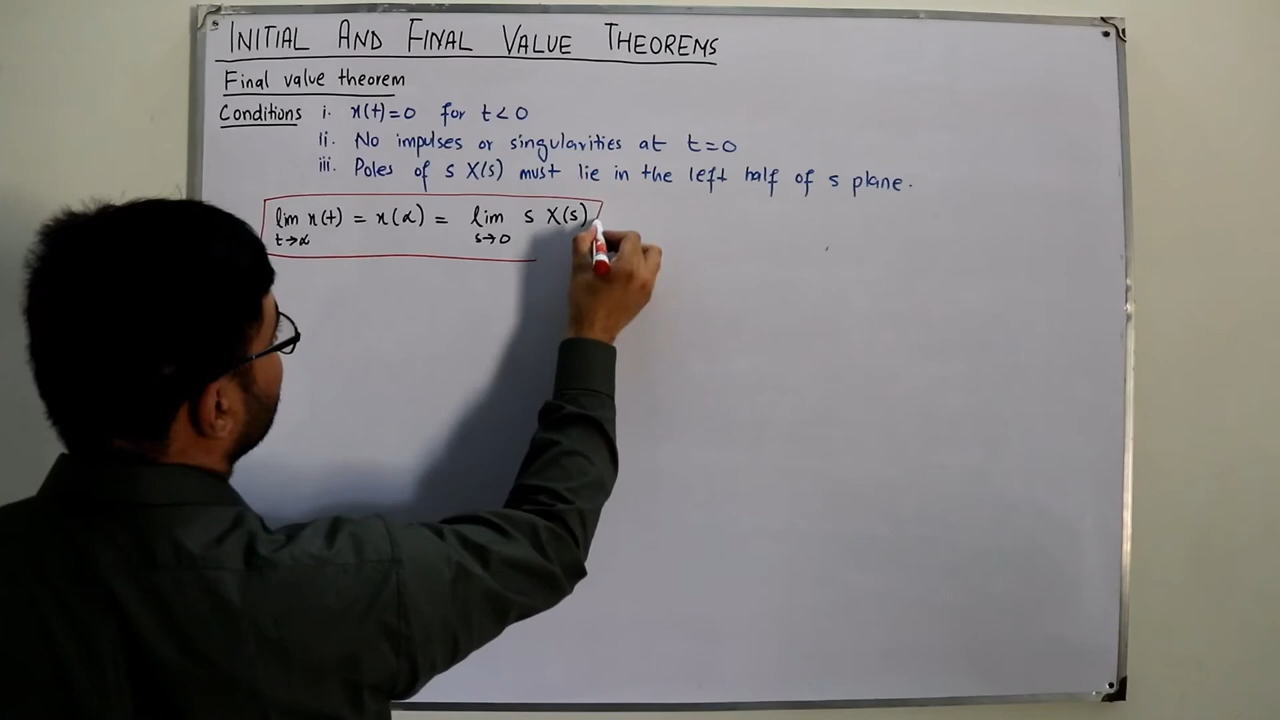 INITIAL AND FINAL VALUE THEOREMS
Final value theorem
Conditions i. x(t)=0 for t<0
ii. No impulses or singularities at t=0
iii. Poles of s X(s) must lie in the left half of s plane.
lim x(t) = x(∝) = lim s X(s)
t→∝ s→0